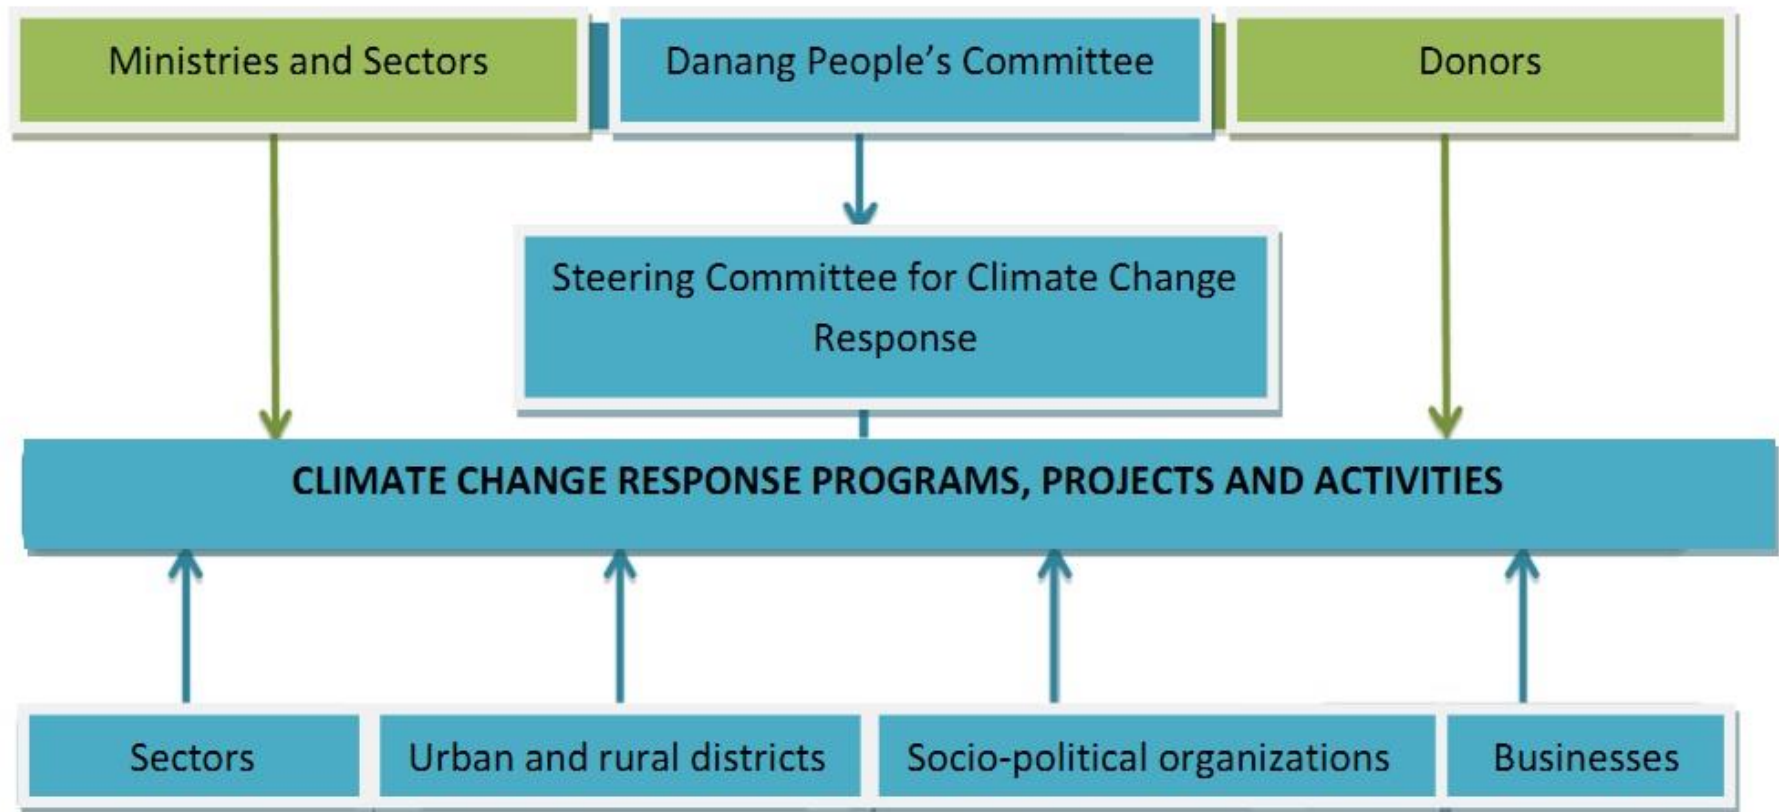 Ministries and Sectors
Danang People’s Committee
Donors
Steering Committee for Climate Change
Response
CLIMATE CHANGE RESPONSE PROGRAMS, PROJECTS AND ACTIVITIES
Sectors
Urban and rural districts
Socio-political organizations
Businesses